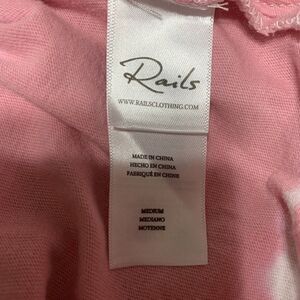 Rails
WWW.RAILSCLOTHING.COM
MADE IN CHINA
HECHO EN CHINA
FABRIQUÉ EN CHINE
MEDIUM
MEDIANO
MOYENNE